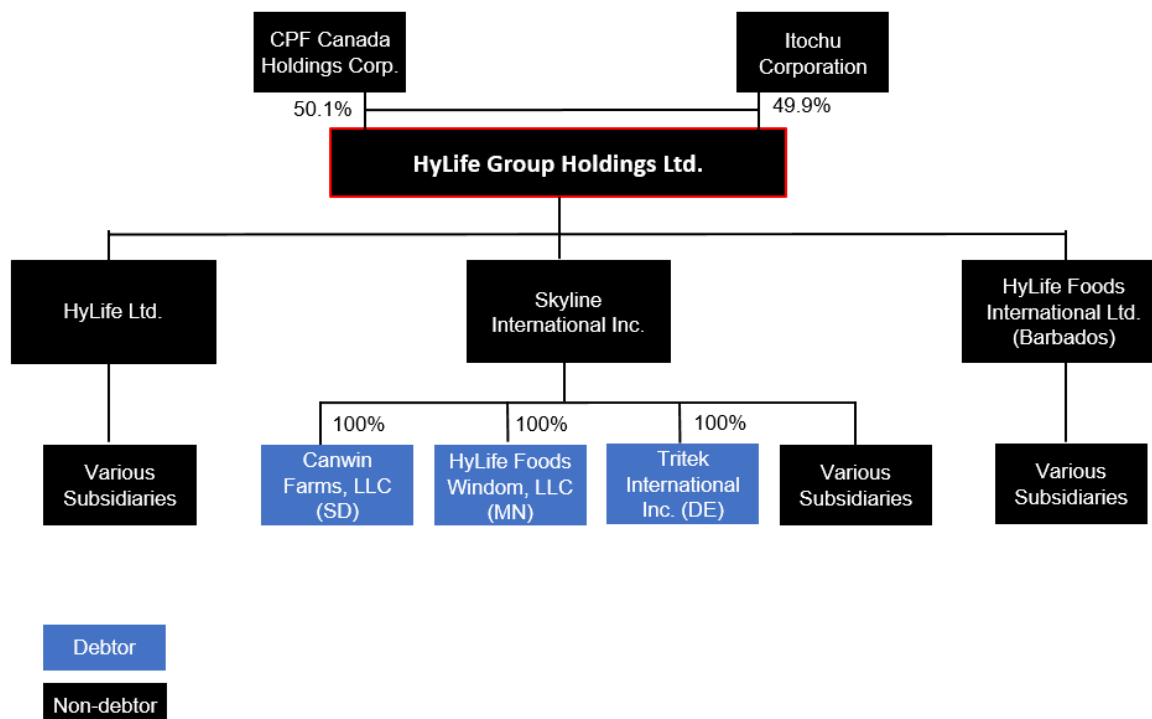 CPF Canada
Holdings Corp.
Itochu
Corporation
50.1%
49.9%
HyLife Group Holdings Ltd.
HyLife Ltd.
Skyline
International Inc.
HyLife Foods
International Ltd.
(Barbados)
100%
100%
100%
Various
Subsidiaries
Canwin
Farms, LLC
(SD)
HyLife Foods
Windom, LLC
(MN)
Tritek
International
Inc. (DE)
Various
Subsidiaries
Various
Subsidiaries
Debtor
Non-debtor